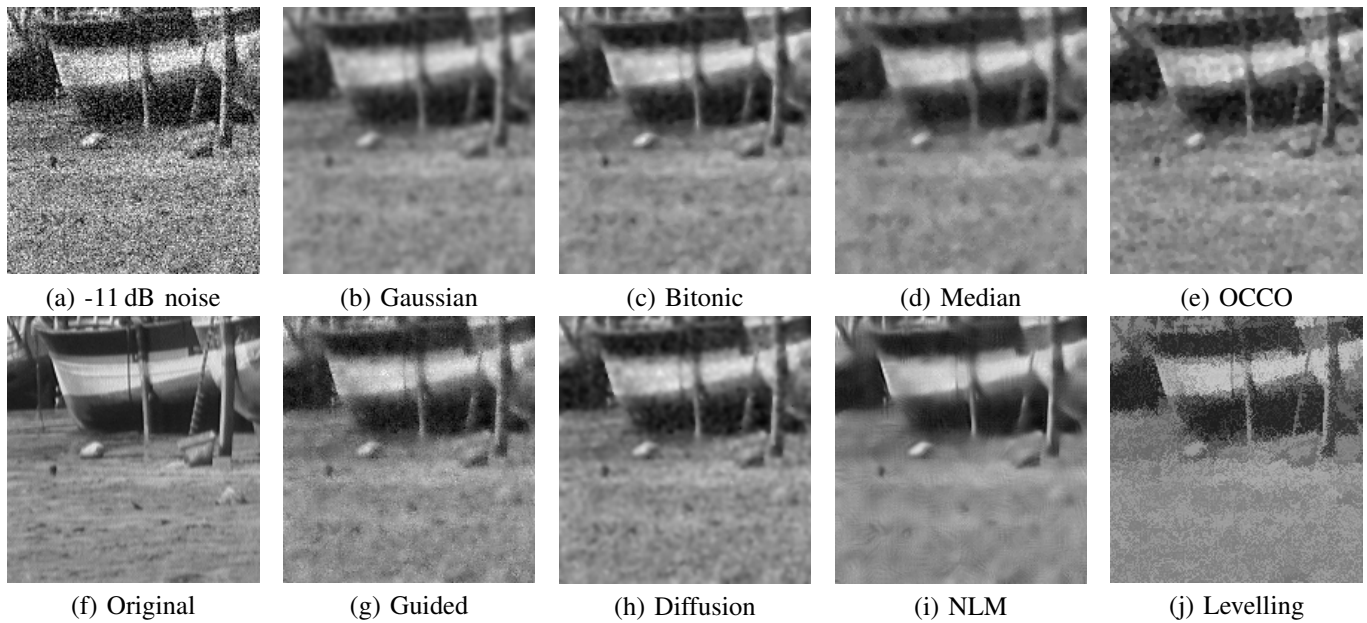 (a) -11 dB noise
(b) Gaussian
(c) Bitonic
(d) Median
(e) OCCO
(f) Original
(g) Guided
(h) Diffusion
(i) NLM
(j) Levelling